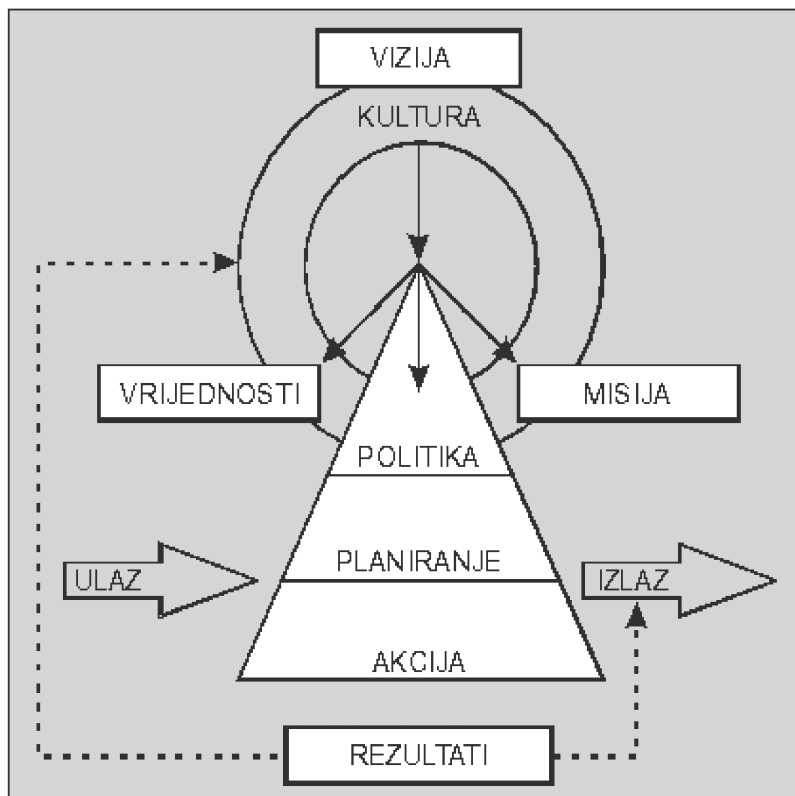 VIZIJA
KULTURA
VRIJEDNOSTI
MISIJA
POLITIKA
PLANIRANJE
ULAZ
IZLAZ
AKCIJA
REZULTATI